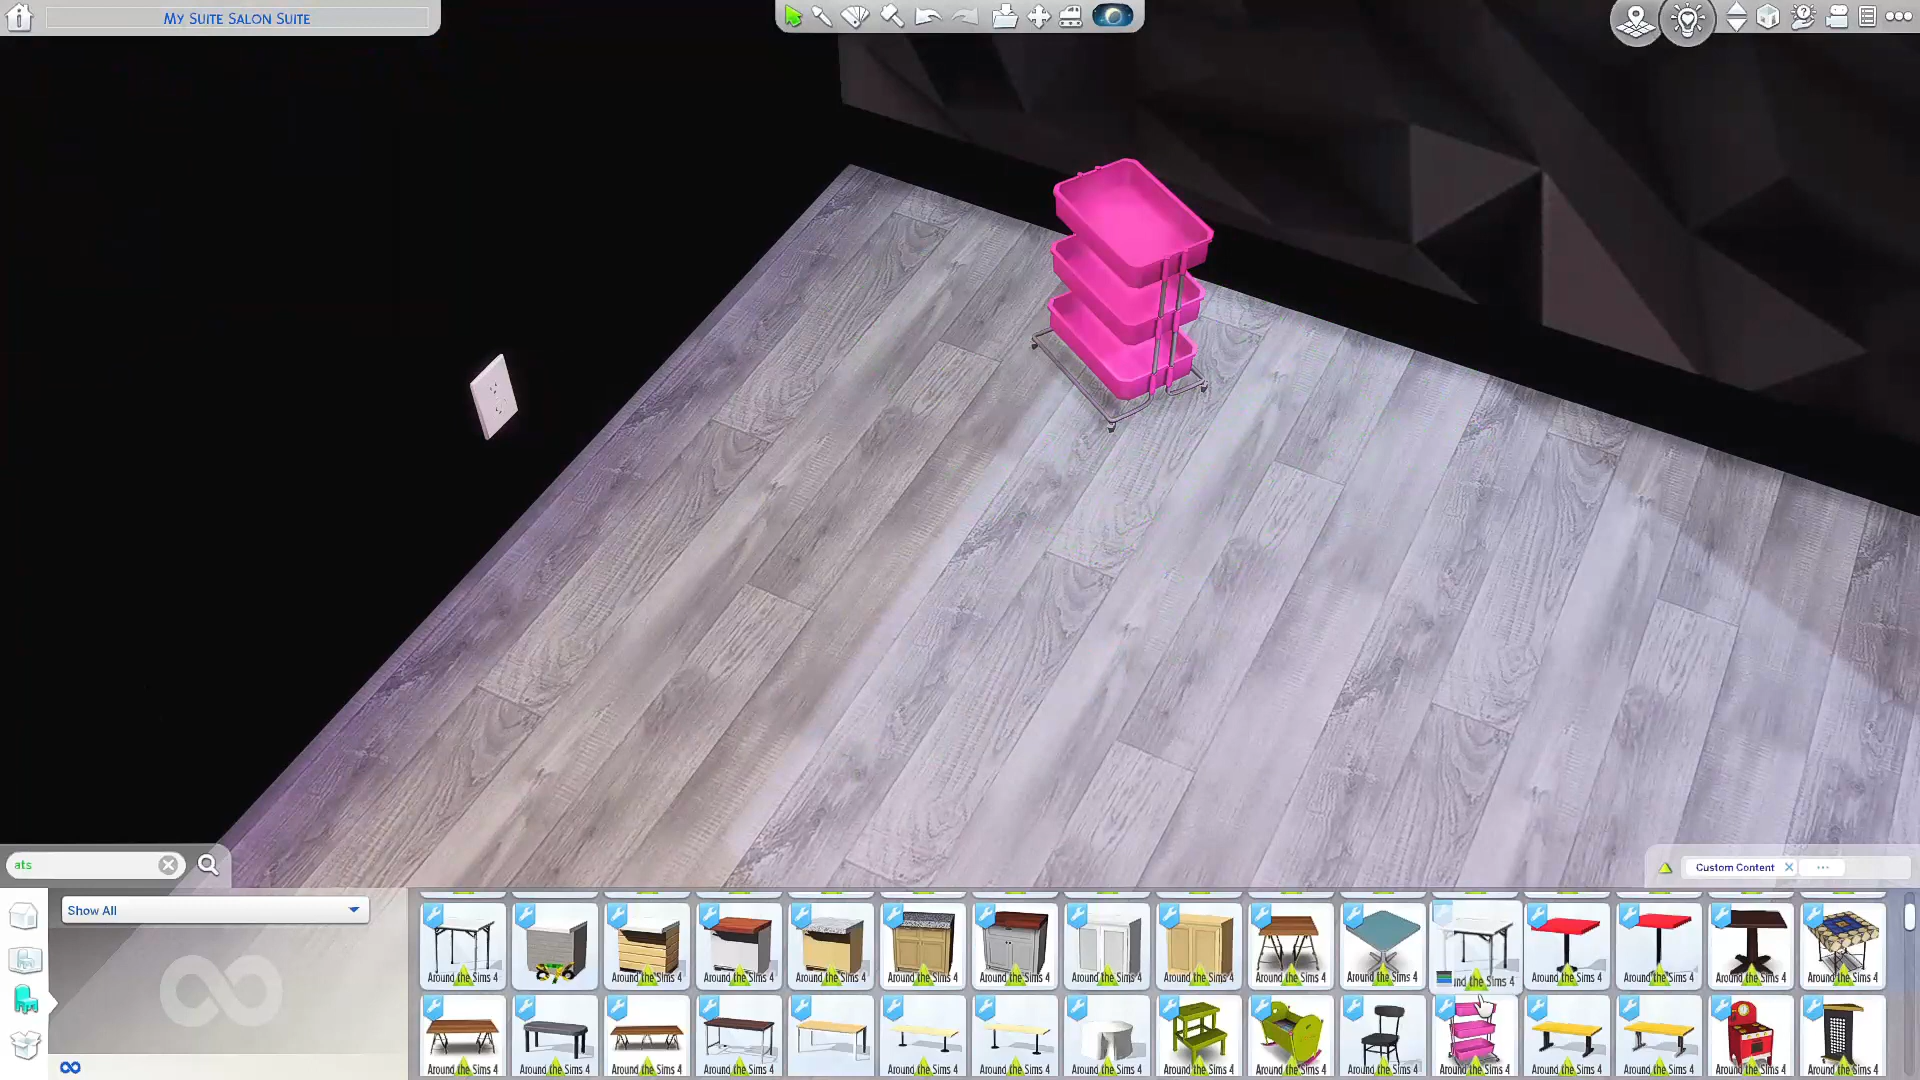 My Suite Salon Suite
ats
Custom Content
Show All
Around the Sims 4 Around the Sims 4 Around the Sims 4 Around the Sims 4 Around the Sims 4 Around the Sims 4 Around the Sims 4 Around the Sims 4 Around the Sims 4 Around the Sims 4 Around the Sims 4 nd the Sims 4 Around the Sims 4 Around the Sims 4 Around the Sims 4 Around the Sims 4
Around the Sims 4 Around the Sims 4 Around the Sims 4 Around the Sims 4 Around the Sims 4 Around the Sims 4 Around the Sims 4 Around the Sims 4 Around the Sims 4 Around the Sims 4 Around the Sims 4 Around the Sims 4 Around the Sims 4 Around the Sims 4 Around the Sims 4 Around the Sims 4